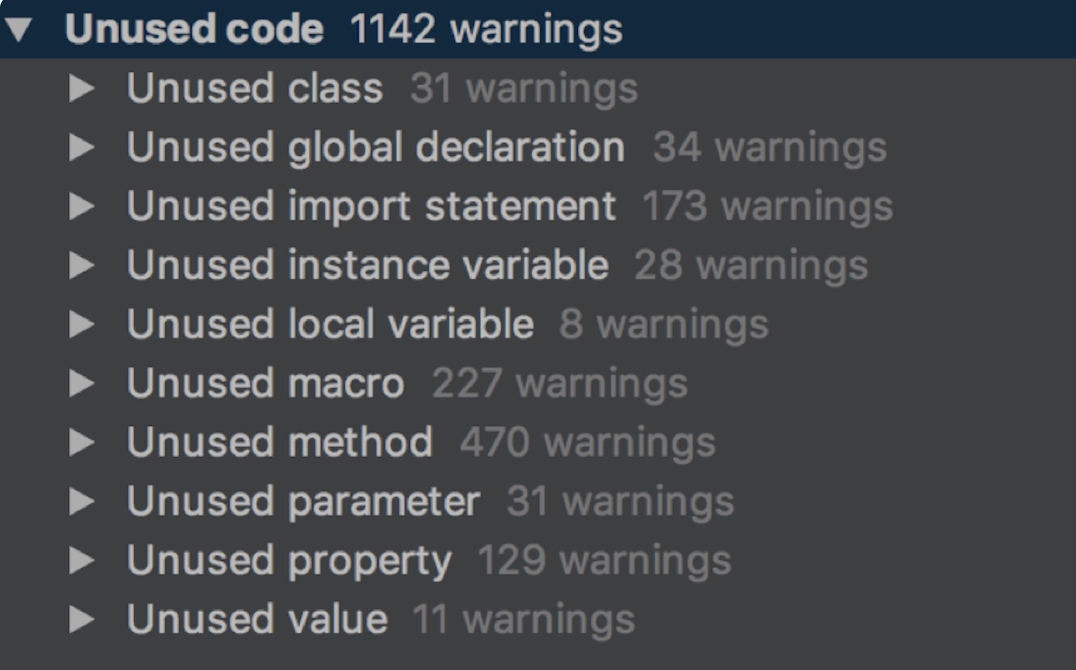 Unused code 1142 warnings
Unused class 31 warnings
Unused global declaration 34 warnings
Unused import statement 173 warnings
Unused instance variable 28 warnings
Unused local variable 8 warnings
Unused macro 227 warnings
Unused method 470 warnings
Unused parameter 31 warnings
Unused property 129 warnings
Unused value 11 warnings